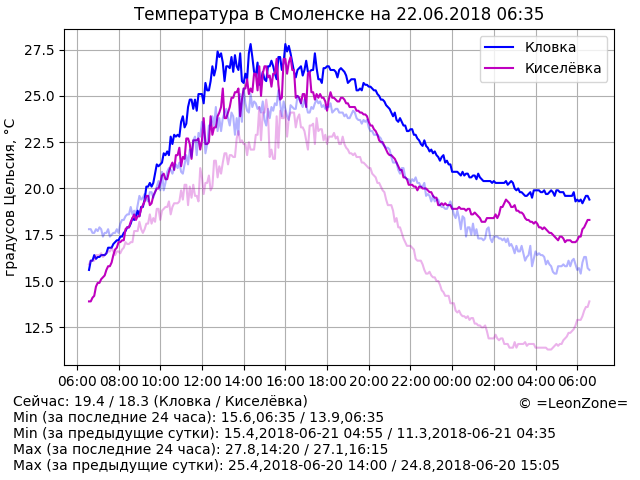 Температура в Смоленске на 22.06.2018 06:35
градусов Цельсия, °C
27.5
25.0
22.5
20.0
17.5
15.0
12.5
Кловка
Киселёвка
06:00 08:00 10:00 12:00 14:00 16:00 18:00 20:00 22:00 00:00 02:00 04:00 06:00
Сейчас: 19.4 / 18.3 (Кловка / Киселёвка)
© =LeonZone=
Min (за последние 24 часа): 15.6,06:35 / 13.9,06:35
Min (за предыдущие сутки): 15.4,2018-06-21 04:55 / 11.3,2018-06-21 04:35
Max (за последние 24 часа): 27.8,14:20 / 27.1,16:15
Max (за предыдущие сутки): 25.4,2018-06-20 14:00 / 24.8,2018-06-20 15:05